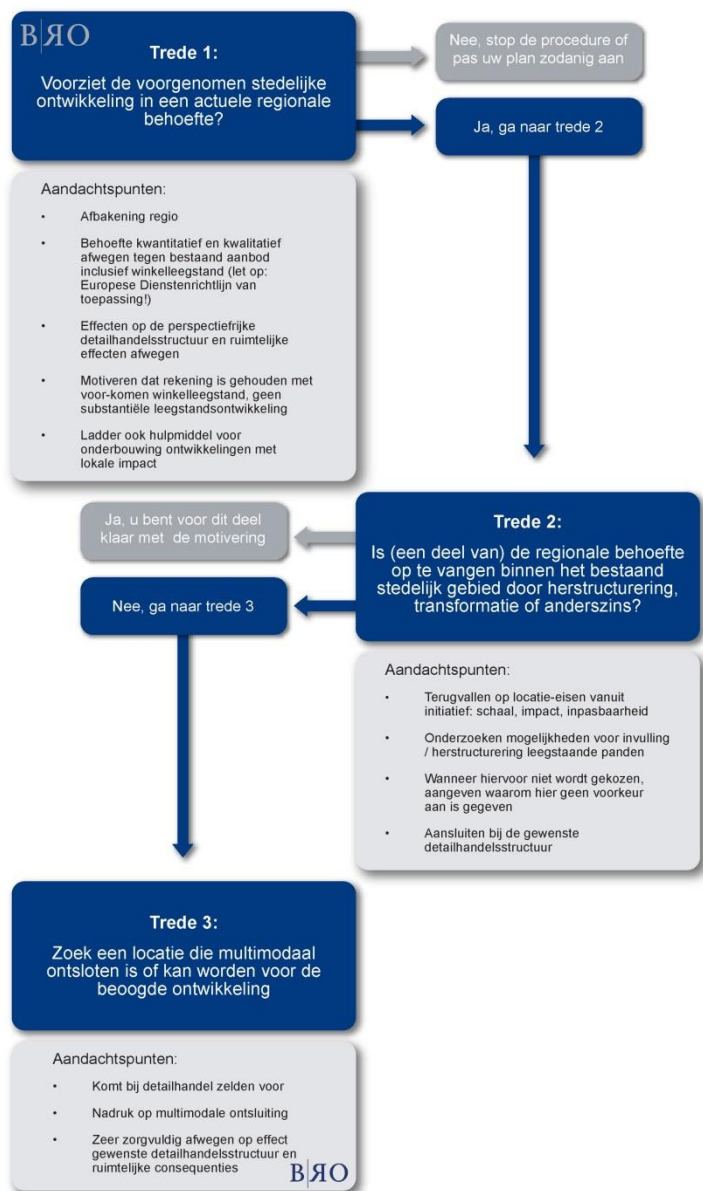 BRO
Trede 1:
Voorziet de voorgenomen stedelijke
ontwikkeling in een actuele regionale
behoefte?
Nee, stop de procedure of
pas uw plan zodanig aan
Ja, ga naar trede 2
Aandachtspunten:
• Afbakening regio
• Behoefte kwantitatief en kwalitatief
afwegen tegen bestaand aanbod
inclusief winkelleegstand (let op:
Europese Dienstenrichtlijn van
toepassing!)
• Effecten op de perspectiefrijke
detailhandelsstructuur en ruimtelijke
effecten afwegen
• Motiveren dat rekening is gehouden met
voor-komen winkelleegstand, geen
substantiële leegstandsontwikkeling
• Ladder ook hulpmiddel voor
onderbouwing ontwikkelingen met
lokale impact
Ja, u bent voor dit deel
klaar met de motivering
Nee, ga naar trede 3
Trede 2:
Is (een deel van) de regionale behoefte
op te vangen binnen het bestaand
stedelijk gebied door herstructurering,
transformatie of anderszins?
Aandachtspunten:
• Terugvallen op locatie-eisen vanuit
initiatief: schaal, impact, inpasbaarheid
• Onderzoeken mogelijkheden voor invulling
/ herstructurering leegstaande panden
• Wanneer hiervoor niet wordt gekozen,
aangeven waarom hier geen voorkeur
aan is gegeven
• Aansluiten bij de gewenste
detailhandelsstructuur
Trede 3:
Zoek een locatie die multimodaal
ontsloten is of kan worden voor de
beoogde ontwikkeling
Aandachtspunten:
• Komt bij detailhandel zelden voor
• Nadruk op multimodale ontsluiting
• Zeer zorgvuldig afwegen op effect
gewenste detailhandelsstructuur en
ruimtelijke consequenties
BRO